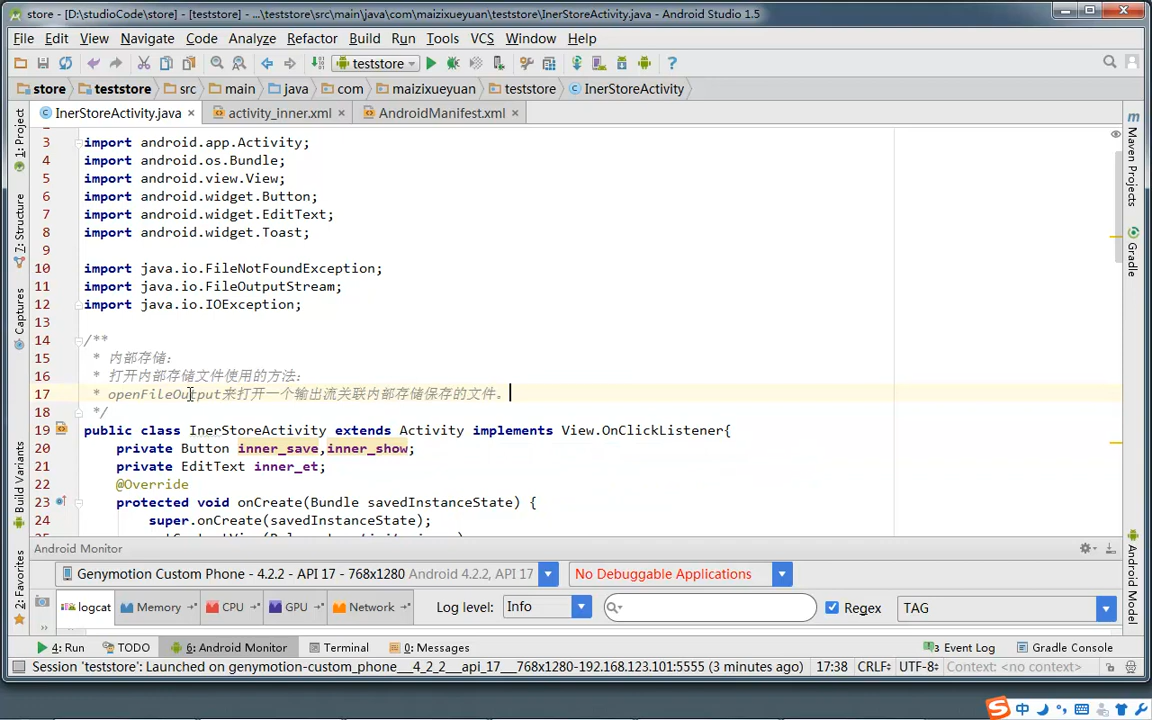 store - [D:\studioCode\store] - [teststore] - ...\teststore\src\main\java\com\maizixueyuan\teststore\InerStoreActivity.java - Android Studio 1.5
File Edit View Navigate Code Analyze Refactor Build Run Tools VCS Window Help
teststore
store teststore src main java com maizixueyuan teststore InerStoreActivity
InerStoreActivity.java activity_inner.xml AndroidManifest.xml
3 import android.app.Activity;
4 import android.os.Bundle;
5 import android.view.View;
6 import android.widget.Button;
7 import android.widget.EditText;
8 import android.widget.Toast;
9
10 import java.io.FileNotFoundException;
11 import java.io.FileOutputStream;
12 import java.io.IOException;
13
14 /**
15 * 内部存储:
16 * 打开内部存储文件使用的方法:
17 * openFileOutput来打开一个输出流关联内部存储保存的文件。
18 */
19 public class InerStoreActivity extends Activity implements View.OnClickListener{
20 private Button inner_save,inner_show;
21 private EditText inner_et;
22 @Override
23 protected void onCreate(Bundle savedInstanceState) {
24 super.onCreate(savedInstanceState);
1: Project
7: Structure
Captures
Build Variants
2: Favorites
Maven Projects
Gradle
Android Model
Android Monitor
Genymotion Custom Phone - 4.2.2 - API 17 - 768x1280 Android 4.2.2, API 17 No Debuggable Applications
logcat Memory CPU GPU Network Log level: Info Regex TAG
4: Run TODO 6: Android Monitor Terminal 0: Messages 3 Event Log Gradle Console
Session 'teststore': Launched on genymotion-custom_phone__4_2_2__api_17__768x1280-192.168.123.101:5555 (3 minutes ago) 17:38 CRLF UTF-8 Context: <no context>
中